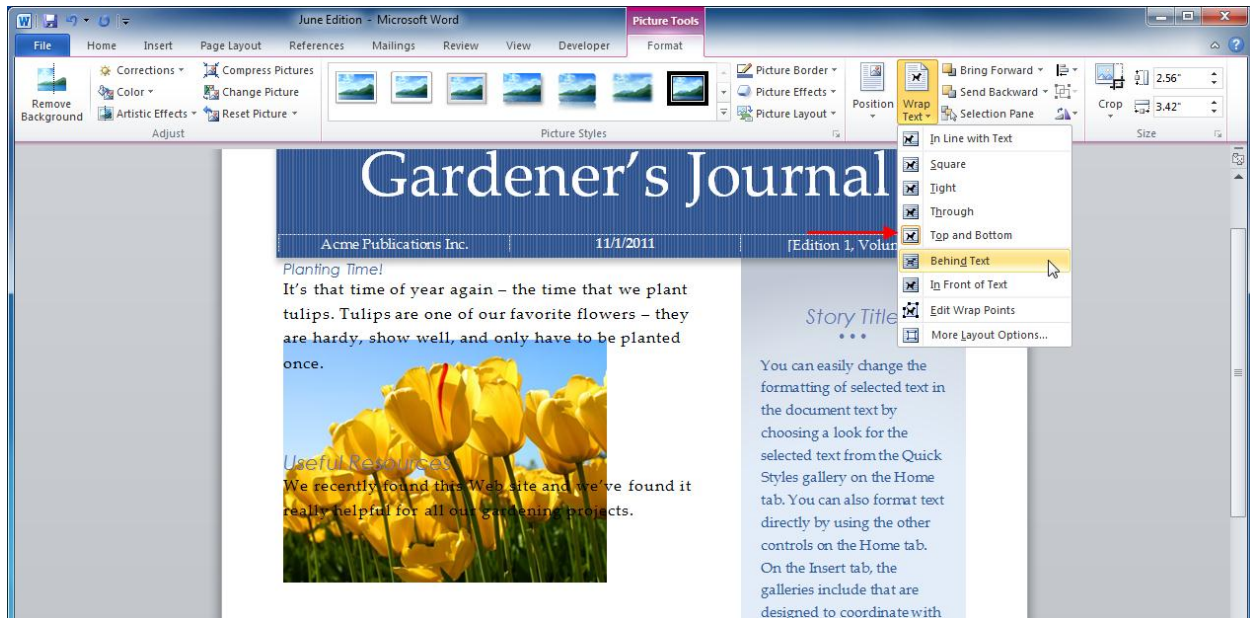 June Edition - Microsoft Word
Picture Tools
File Home Insert Page Layout References Mailings Review View Developer Format
Remove Background
Corrections
Color
Artistic Effects
Compress Pictures
Change Picture
Reset Picture
Adjust
Picture Styles
Picture Border
Picture Effects
Picture Layout
Position
Wrap Text
Bring Forward
Send Backward
Selection Pane
Crop
2.56"
3.42"
Size
In Line with Text
Square
Tight
Through
Top and Bottom
Behind Text
In Front of Text
Edit Wrap Points
More Layout Options...
Gardener's Journal
Acme Publications Inc. 11/1/2011 [Edition 1, Volum
Planting Time!
It's that time of year again – the time that we plant
tulips. Tulips are one of our favorite flowers – they
are hardy, show well, and only have to be planted
once.
Useful Resources
We recently found this Web site and we've found it
really helpful for all our gardening projects.
Story Title
You can easily change the
formatting of selected text in
the document text by
choosing a look for the
selected text from the Quick
Styles gallery on the Home
tab. You can also format text
directly by using the other
controls on the Home tab.
On the Insert tab, the
galleries include that are
designed to coordinate with